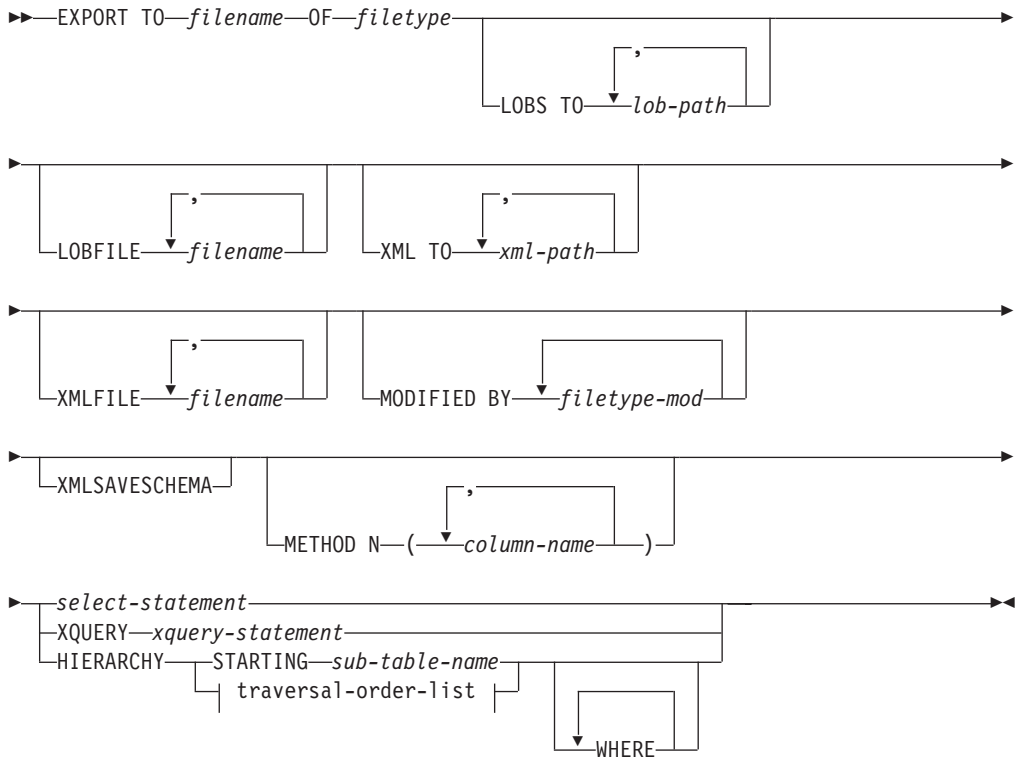 EXPORT TO filename OF filetype
,
LOBS TO lob-path
, ,
LOBFILE filename XML TO xml-path
,
XMLFILE filename MODIFIED BY filetype-mod
XMLSAVESCHEMA
,
METHOD N ( column-name )
select-statement
XQUERY xquery-statement
HIERARCHY STARTING sub-table-name
traversal-order-list
WHERE